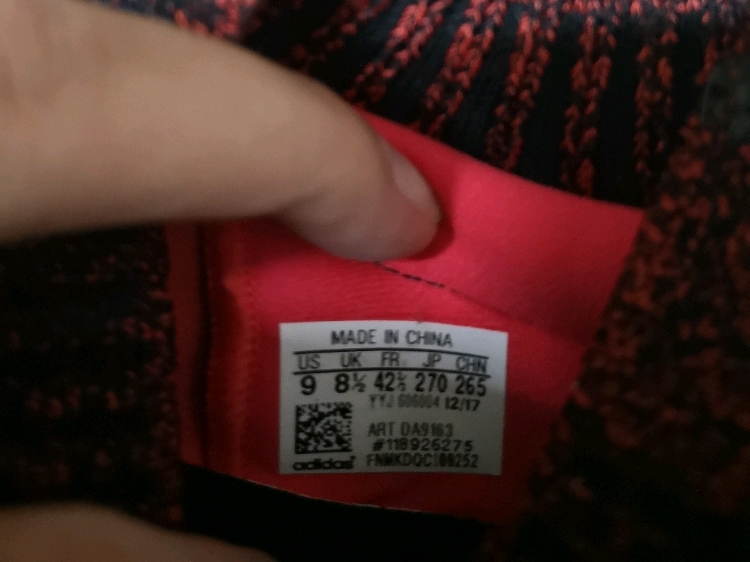 MADE IN CHINA
US UK FR JP CHN
9 8½ 42⅔ 270 265
YYJ 606004 12/17
ART DA9163
#118926275
adidas